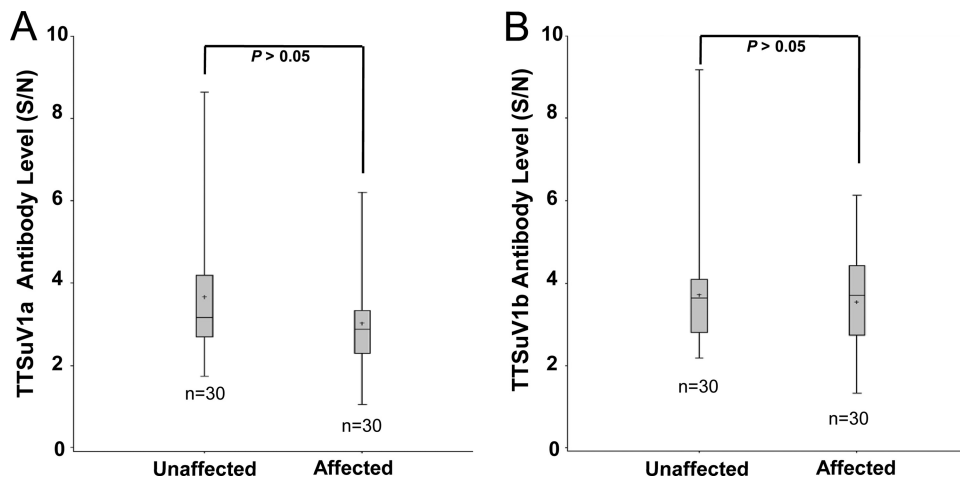 A
10
8
6
4
2
0
TTSuV1a Antibody Level (S/N)
P > 0.05
n=30
n=30
Unaffected
Affected
B
10
8
6
4
2
0
TTSuV1b Antibody Level (S/N)
P > 0.05
n=30
n=30
Unaffected
Affected